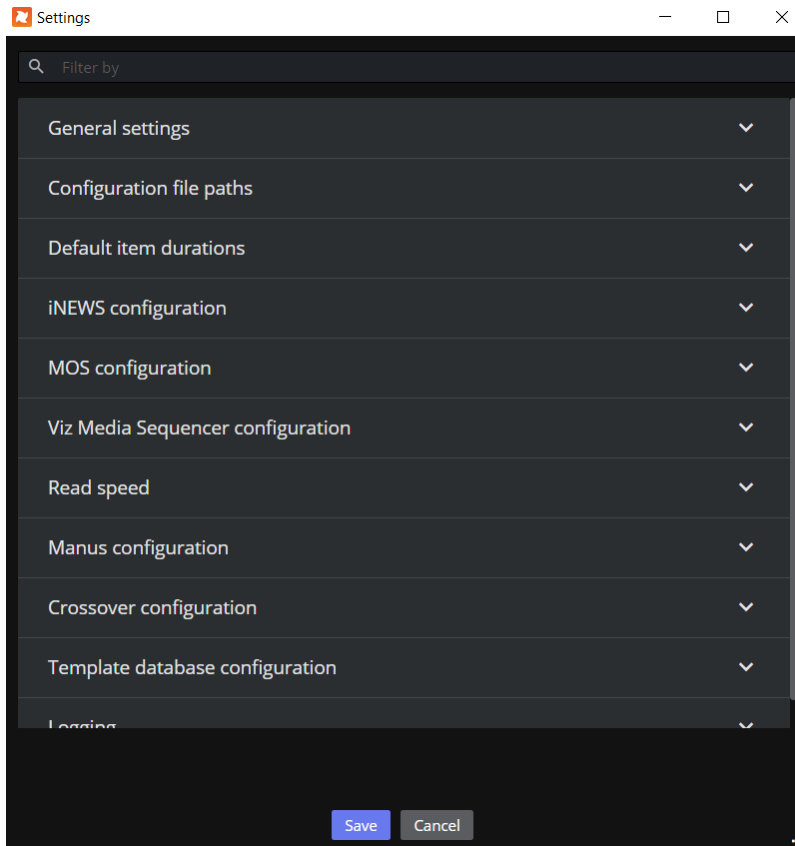 Settings
Filter by
General settings
Configuration file paths
Default item durations
iNEWS configuration
MOS configuration
Viz Media Sequencer configuration
Read speed
Manus configuration
Crossover configuration
Template database configuration
Logging
Save Cancel